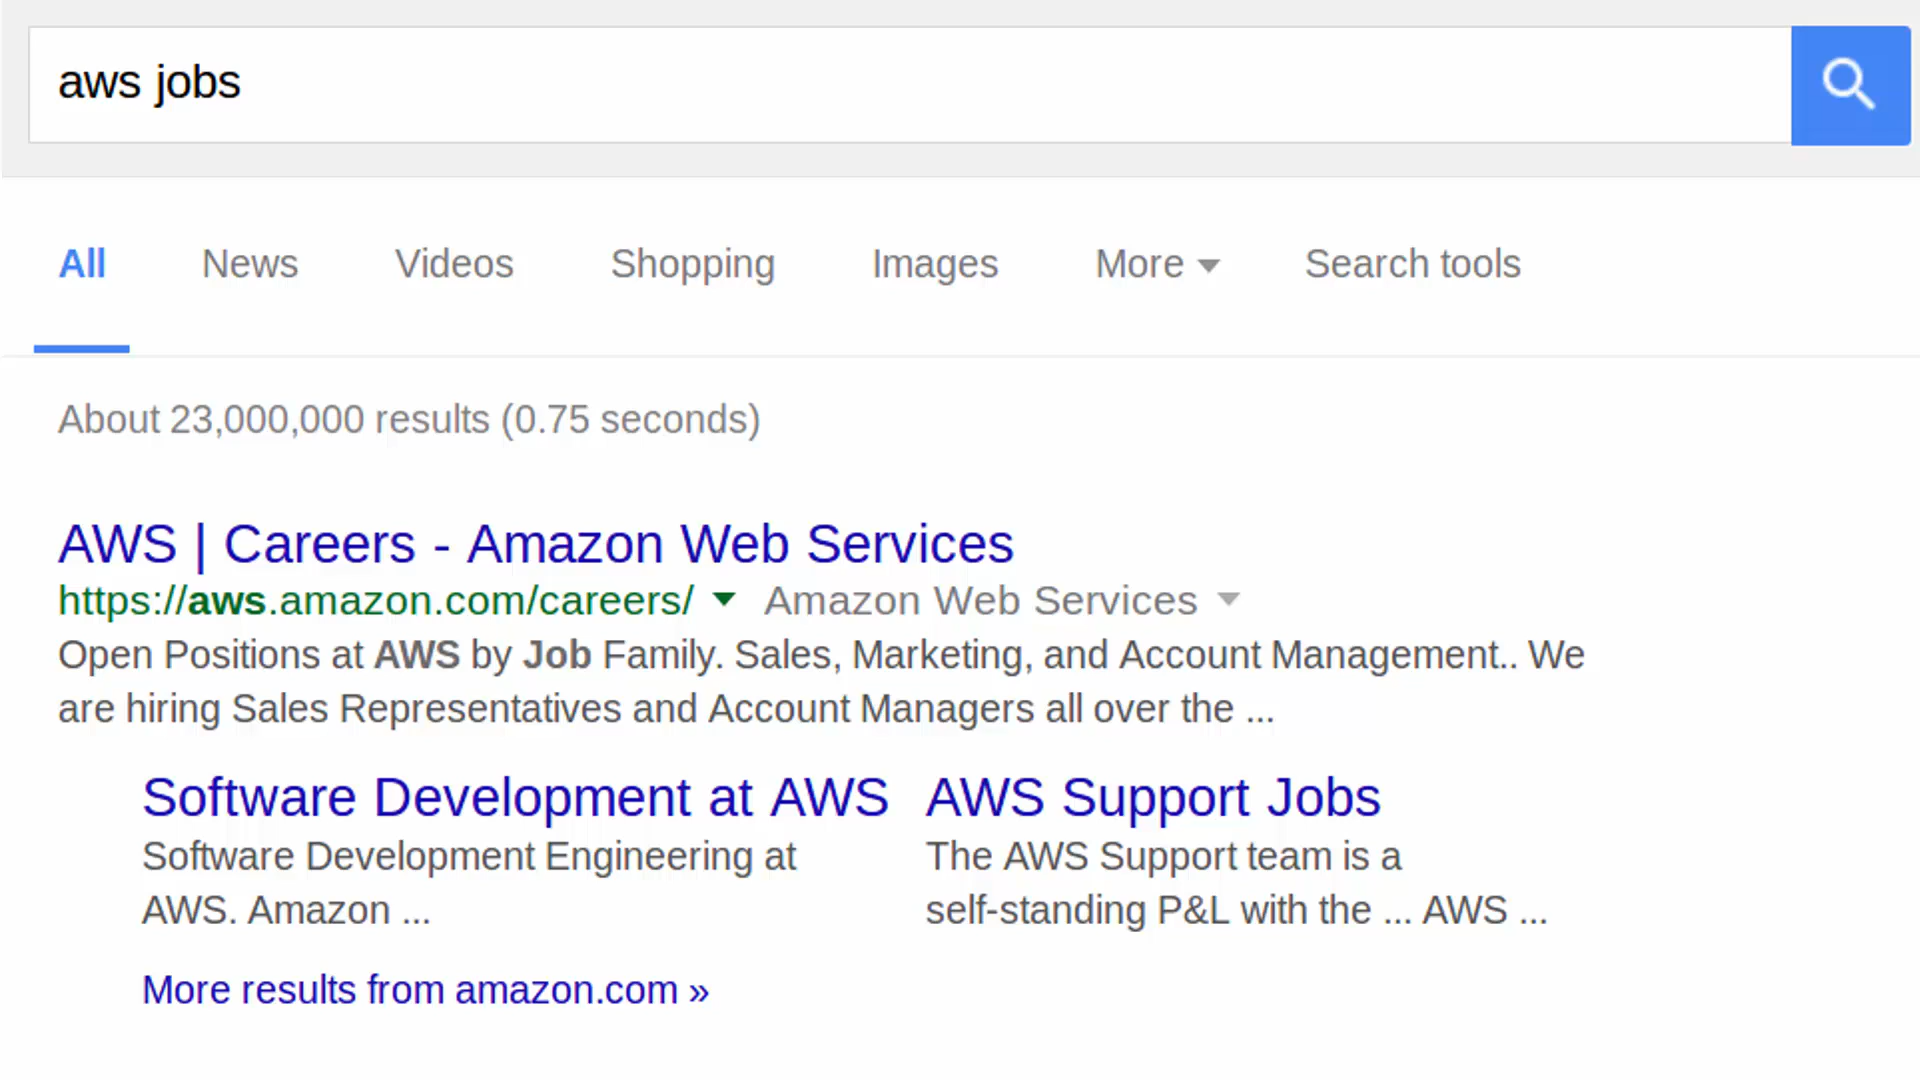 aws jobs
All News Videos Shopping Images More Search tools
About 23,000,000 results (0.75 seconds)
AWS | Careers - Amazon Web Services
https://aws.amazon.com/careers/ Amazon Web Services
Open Positions at AWS by Job Family. Sales, Marketing, and Account Management.. We
are hiring Sales Representatives and Account Managers all over the ...
Software Development at AWS
Software Development Engineering at
AWS. Amazon ...
AWS Support Jobs
The AWS Support team is a
self-standing P&L with the ... AWS ...
More results from amazon.com »